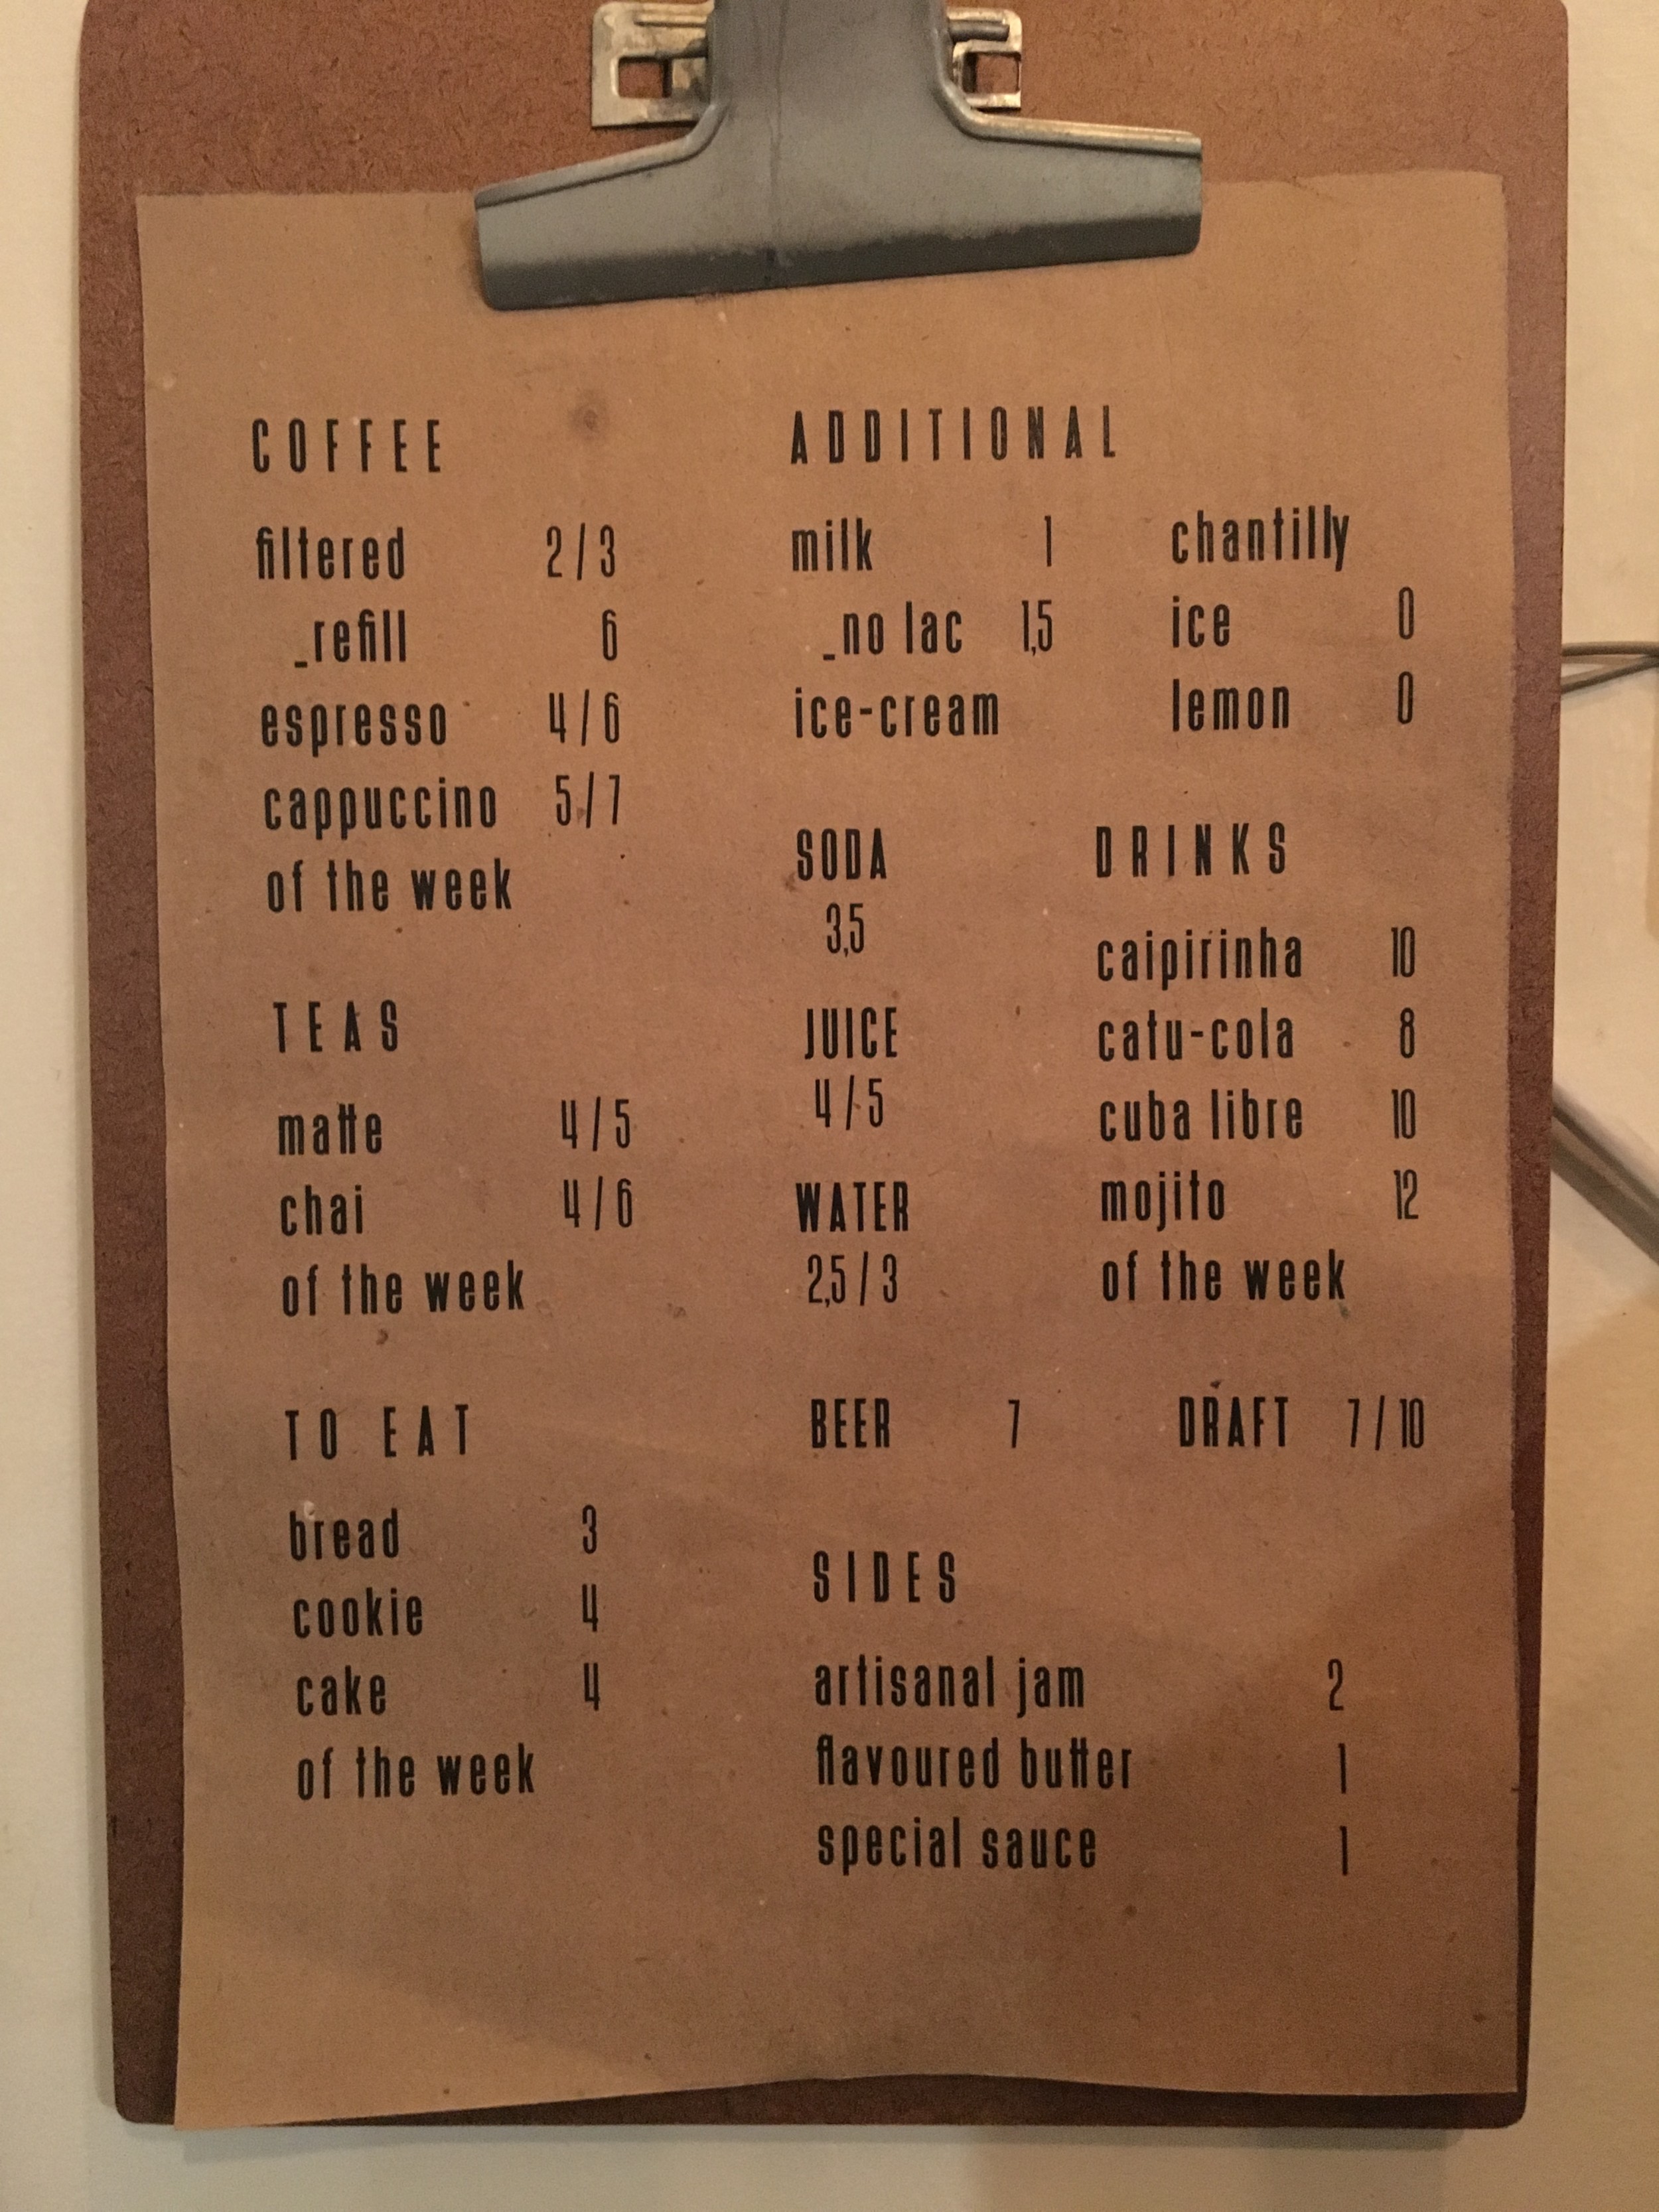 COFFEE
filtered 2/3
_refill 6
espresso 4/6
cappuccino 5/7
of the week
TEAS
matte 4/5
chai 4/6
of the week
TO EAT
bread 3
cookie 4
cake 4
of the week
ADDITIONAL
milk 1
_no lac 1,5
ice-cream
chantilly
ice 0
lemon 0
SODA
3,5
JUICE
4/5
WATER
2,5/3
DRINKS
caipirinha 10
catu-cola 8
cuba libre 10
mojito 12
of the week
BEER 7
DRAFT 7/10
SIDES
artisanal jam 2
flavoured butter 1
special sauce 1